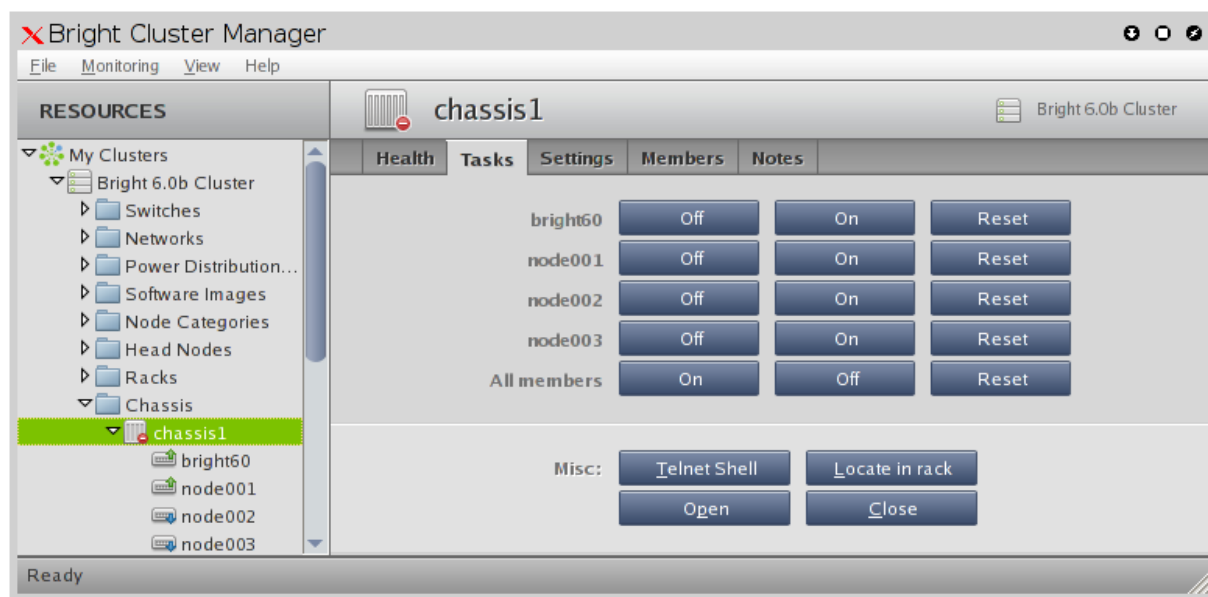 Bright Cluster Manager
File Monitoring View Help
RESOURCES
My Clusters
Bright 6.0b Cluster
Switches
Networks
Power Distribution...
Software Images
Node Categories
Head Nodes
Racks
Chassis
chassis1
bright60
node001
node002
node003
chassis1
Bright 6.0b Cluster
Health Tasks Settings Members Notes
bright60 Off On Reset
node001 Off On Reset
node002 Off On Reset
node003 Off On Reset
All members On Off Reset
Misc: Telnet Shell Locate in rack
Open Close
Ready